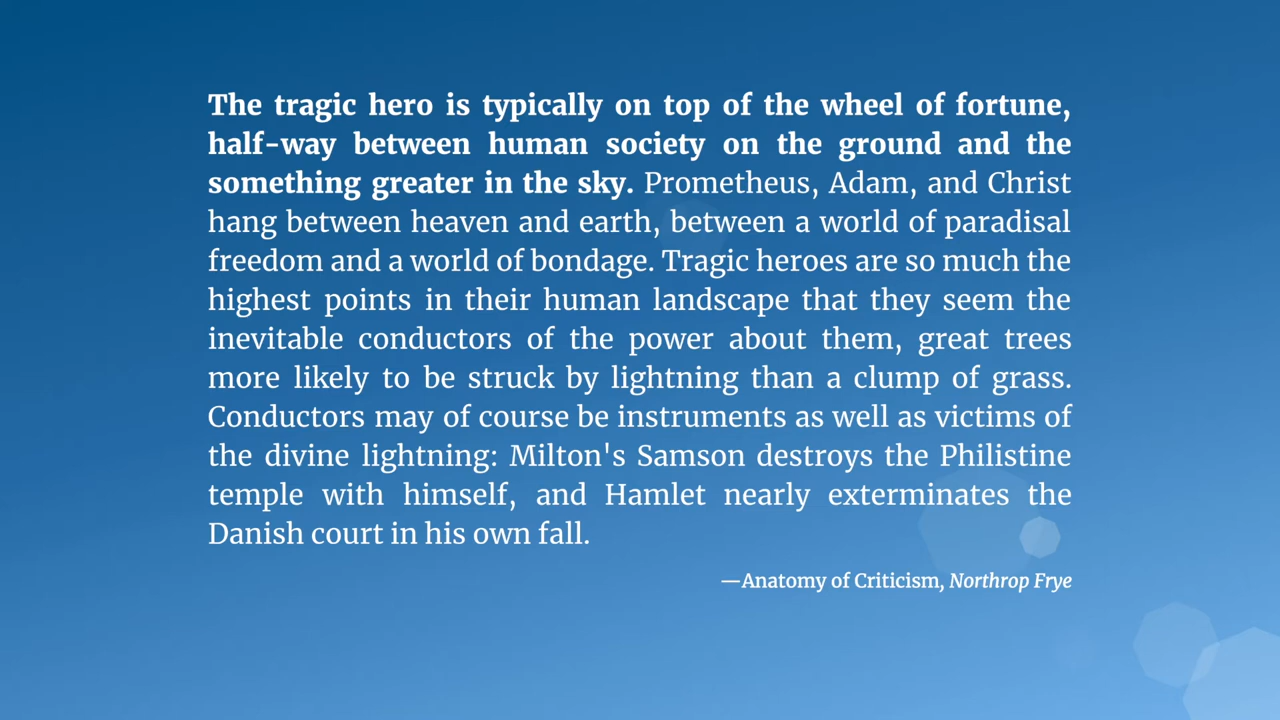 The tragic hero is typically on top of the wheel of fortune,
half-way between human society on the ground and the
something greater in the sky. Prometheus, Adam, and Christ
hang between heaven and earth, between a world of paradisal
freedom and a world of bondage. Tragic heroes are so much the
highest points in their human landscape that they seem the
inevitable conductors of the power about them, great trees
more likely to be struck by lightning than a clump of grass.
Conductors may of course be instruments as well as victims of
the divine lightning: Milton's Samson destroys the Philistine
temple with himself, and Hamlet nearly exterminates the
Danish court in his own fall.
—Anatomy of Criticism, Northrop Frye